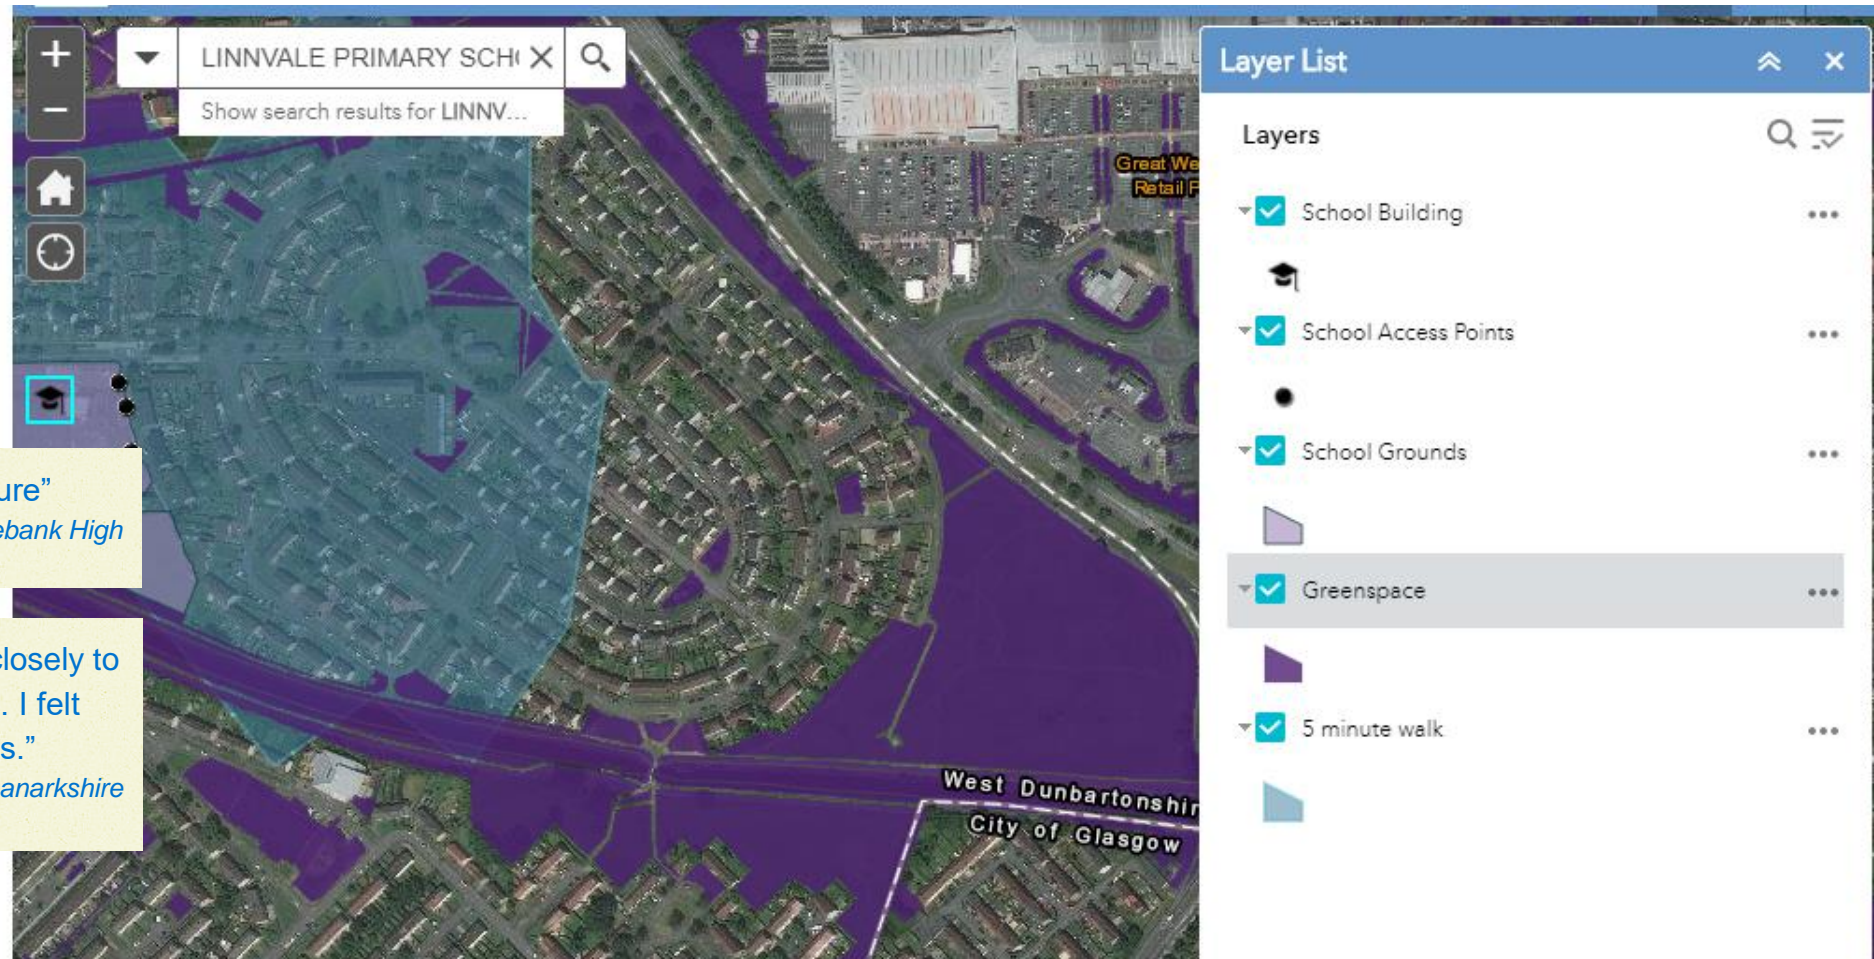 LINNVALE PRIMARY SCH
Show search results for LINNV...
Great We
Retail P
West Dunbartonshir
City of Glasgow
ure”
ebank High
closely to
. I felt
s.”
anarkshire
Layer List
Layers
School Building
School Access Points
School Grounds
Greenspace
5 minute walk